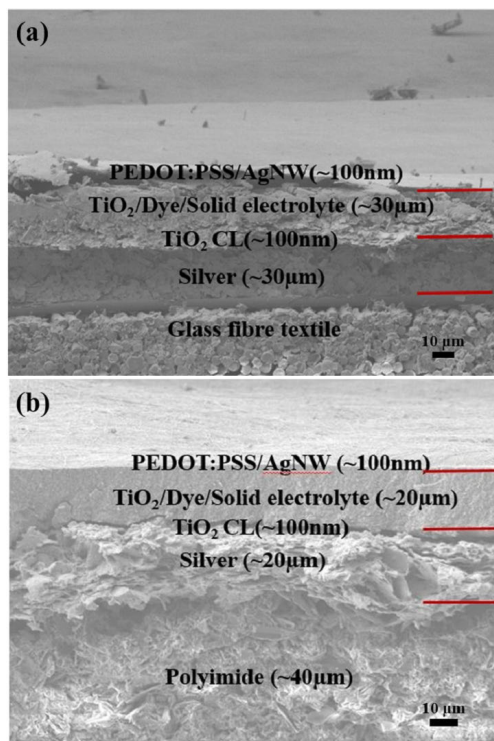 (a)
PEDOT:PSS/AgNW(~100nm)
TiO₂/Dye/Solid electrolyte (~30μm)
TiO₂ CL(~100nm)
Silver (~30μm)
Glass fibre textile
10 μm
(b)
PEDOT:PSS/AgNW (~100nm)
TiO₂/Dye/Solid electrolyte (~20μm)
TiO₂ CL(~100nm)
Silver (~20μm)
Polyimide (~40μm)
10 μm